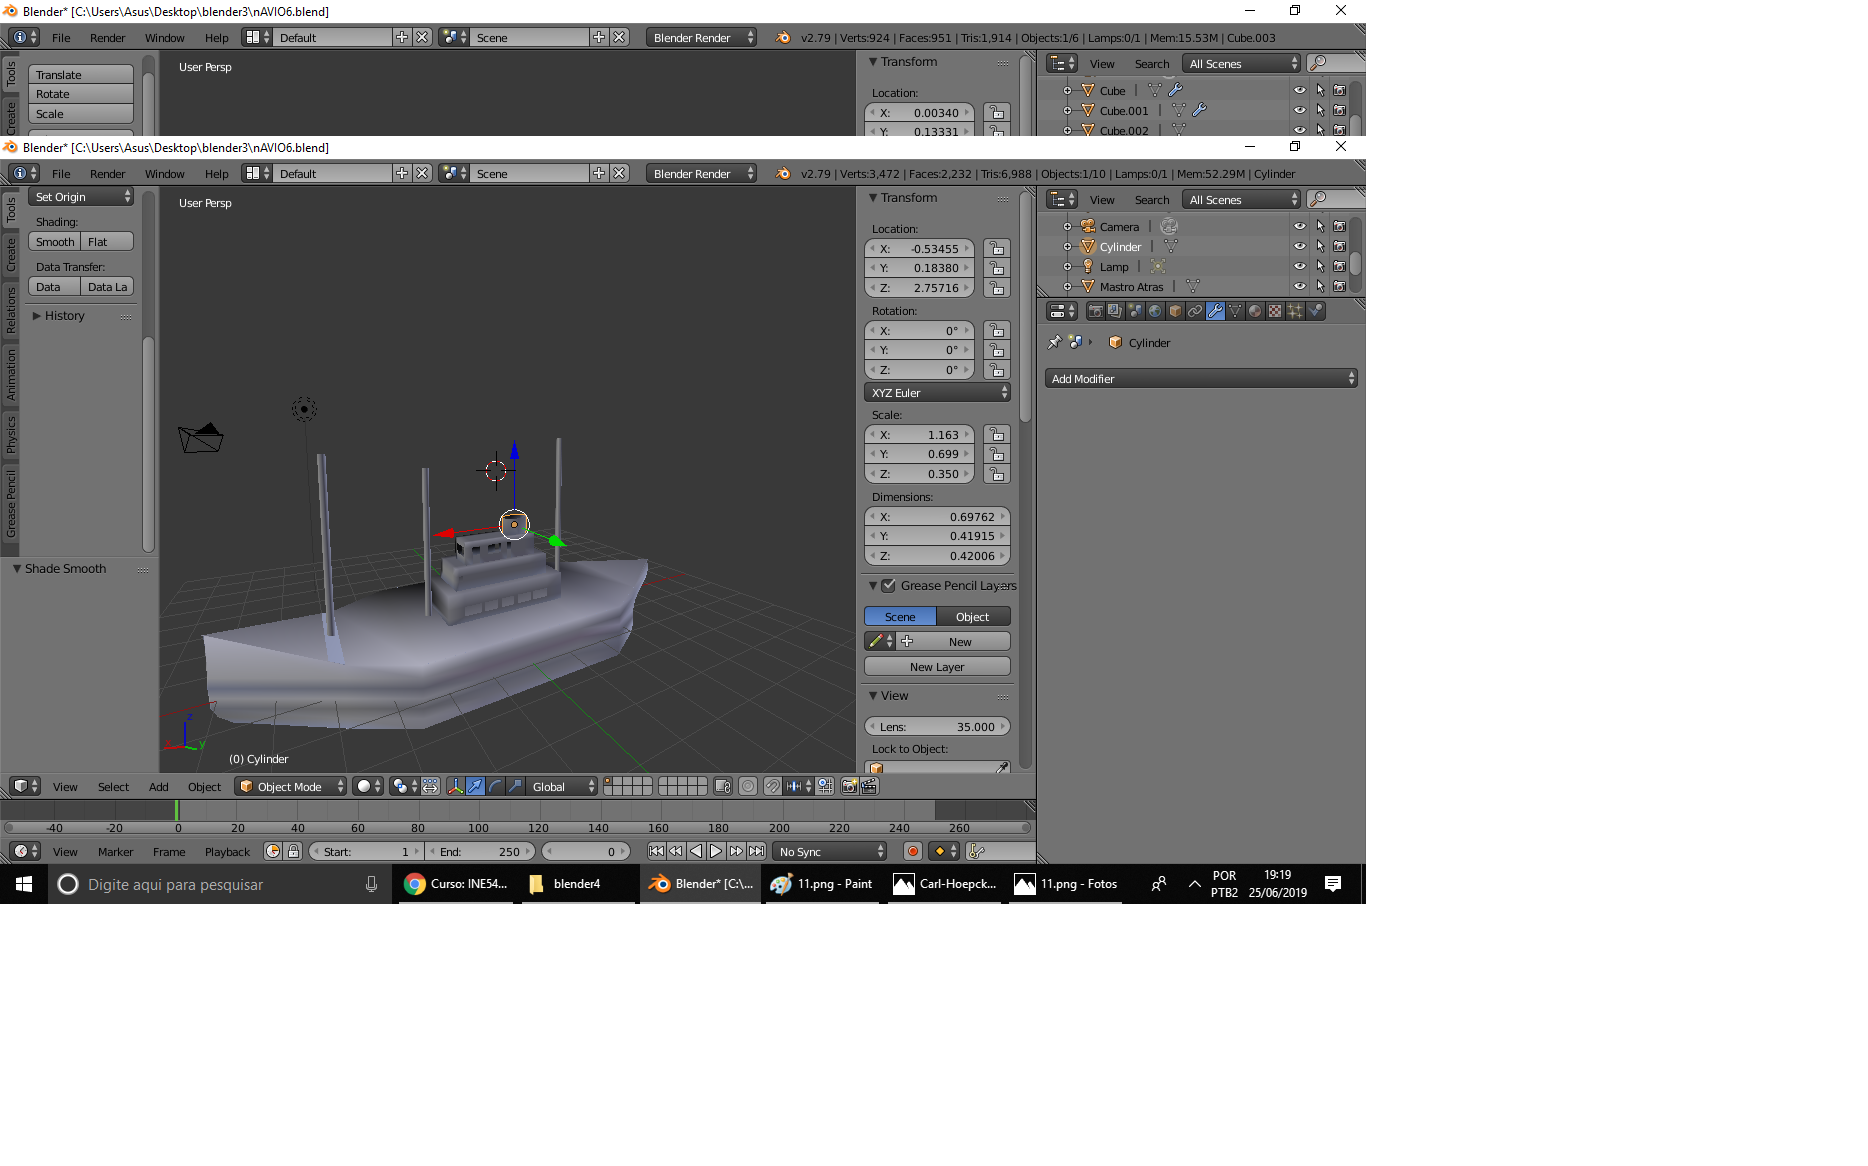 Blender* [C:\Users\Asus\Desktop\blender3\nAVIO6.blend]
File Render Window Help Default Scene Blender Render v2.79 | Verts:924 | Faces:951 | Tris:1,914 | Objects:1/6 | Lamps:0/1 | Mem:15.53M | Cube.003
Tools
Create
Translate
Rotate
Scale
User Persp
Transform
Location:
X: 0.00340
Y: 0.13331
View Search All Scenes
Cube
Cube.001
Cube.002
Blender* [C:\Users\Asus\Desktop\blender3\nAVIO6.blend]
File Render Window Help Default Scene Blender Render v2.79 | Verts:3,472 | Faces:2,232 | Tris:6,988 | Objects:1/10 | Lamps:0/1 | Mem:52.29M | Cylinder
Tools
Create
Relations
Animation
Physics
Grease Pencil
Set Origin
Shading:
Smooth Flat
Data Transfer:
Data Data La
History
Shade Smooth
User Persp
z
x
y
(0) Cylinder
Transform
Location:
X: -0.53455
Y: 0.18380
Z: 2.75716
Rotation:
X: 0°
Y: 0°
Z: 0°
XYZ Euler
Scale:
X: 1.163
Y: 0.699
Z: 0.350
Dimensions:
X: 0.69762
Y: 0.41915
Z: 0.42006
Grease Pencil Layers
Scene Object
New
New Layer
View
Lens: 35.000
Lock to Object:
View Search All Scenes
Camera
Cylinder
Lamp
Mastro Atras
Cylinder
Add Modifier
View Select Add Object Object Mode Global
-40 -20 0 20 40 60 80 100 120 140 160 180 200 220 240 260
View Marker Frame Playback Start: 1 End: 250 0 No Sync
Digite aqui para pesquisar
Curso: INE54...
blender4
Blender* [C:\...
11.png - Paint
Carl-Hoepck...
11.png - Fotos
POR
PTB2
19:19
25/06/2019